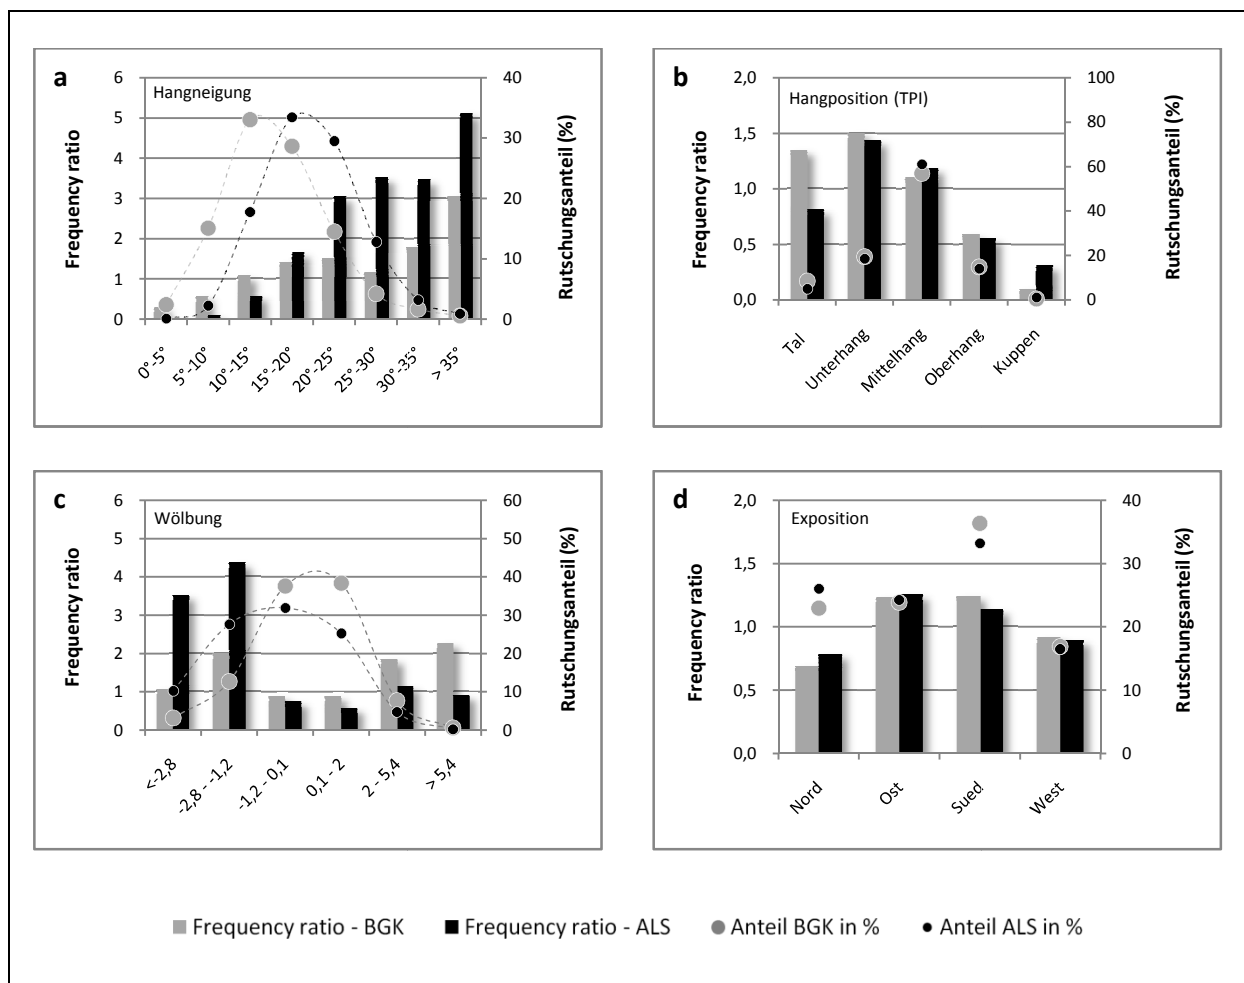 a
Hangneigung
Frequency ratio
6
5
4
3
2
1
0
40
30
20
10
0
Rutschungsanteil (%)
0°-5°
5°-10°
10°-15°
15°-20°
20°-25°
25°-30°
30°-35°
> 35°
b
Hangposition (TPI)
Frequency ratio
2,0
1,5
1,0
0,5
0,0
100
80
60
40
20
0
Rutschungsanteil (%)
Tal
Unterhang
Mittelhang
Oberhang
Kuppen
c
Wölbung
Frequency ratio
6
5
4
3
2
1
0
60
50
40
30
20
10
0
Rutschungsanteil (%)
<-2,8
-2,8 - -1,2
-1,2 - 0,1
0,1 - 2
2 - 5,4
> 5,4
d
Exposition
Frequency ratio
2,0
1,5
1,0
0,5
0,0
40
30
20
10
0
Rutschungsanteil (%)
Nord
Ost
Sued
West
Frequency ratio - BGK Frequency ratio - ALS Anteil BGK in % Anteil ALS in %